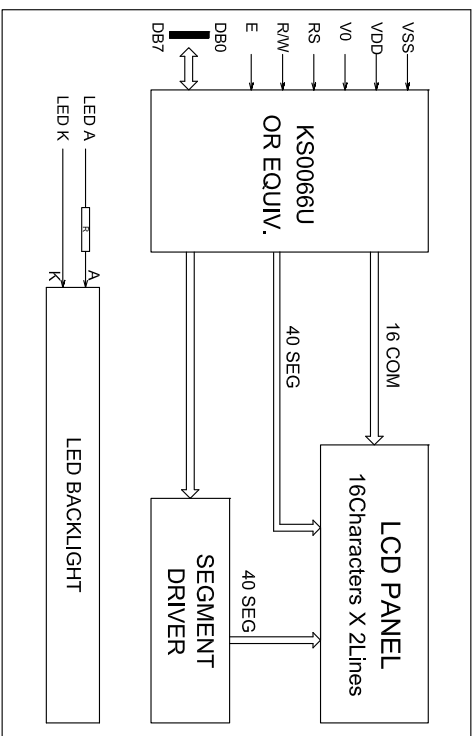 VSS
VDD
V0
RS
R/W
E
DB0
DB7
KS0066U
OR EQUIV.
16 COM
40 SEG
LCD PANEL
16Characters X 2Lines
40 SEG
SEGMENT
DRIVER
LED A
LED K
R
A
K
LED BACKLIGHT